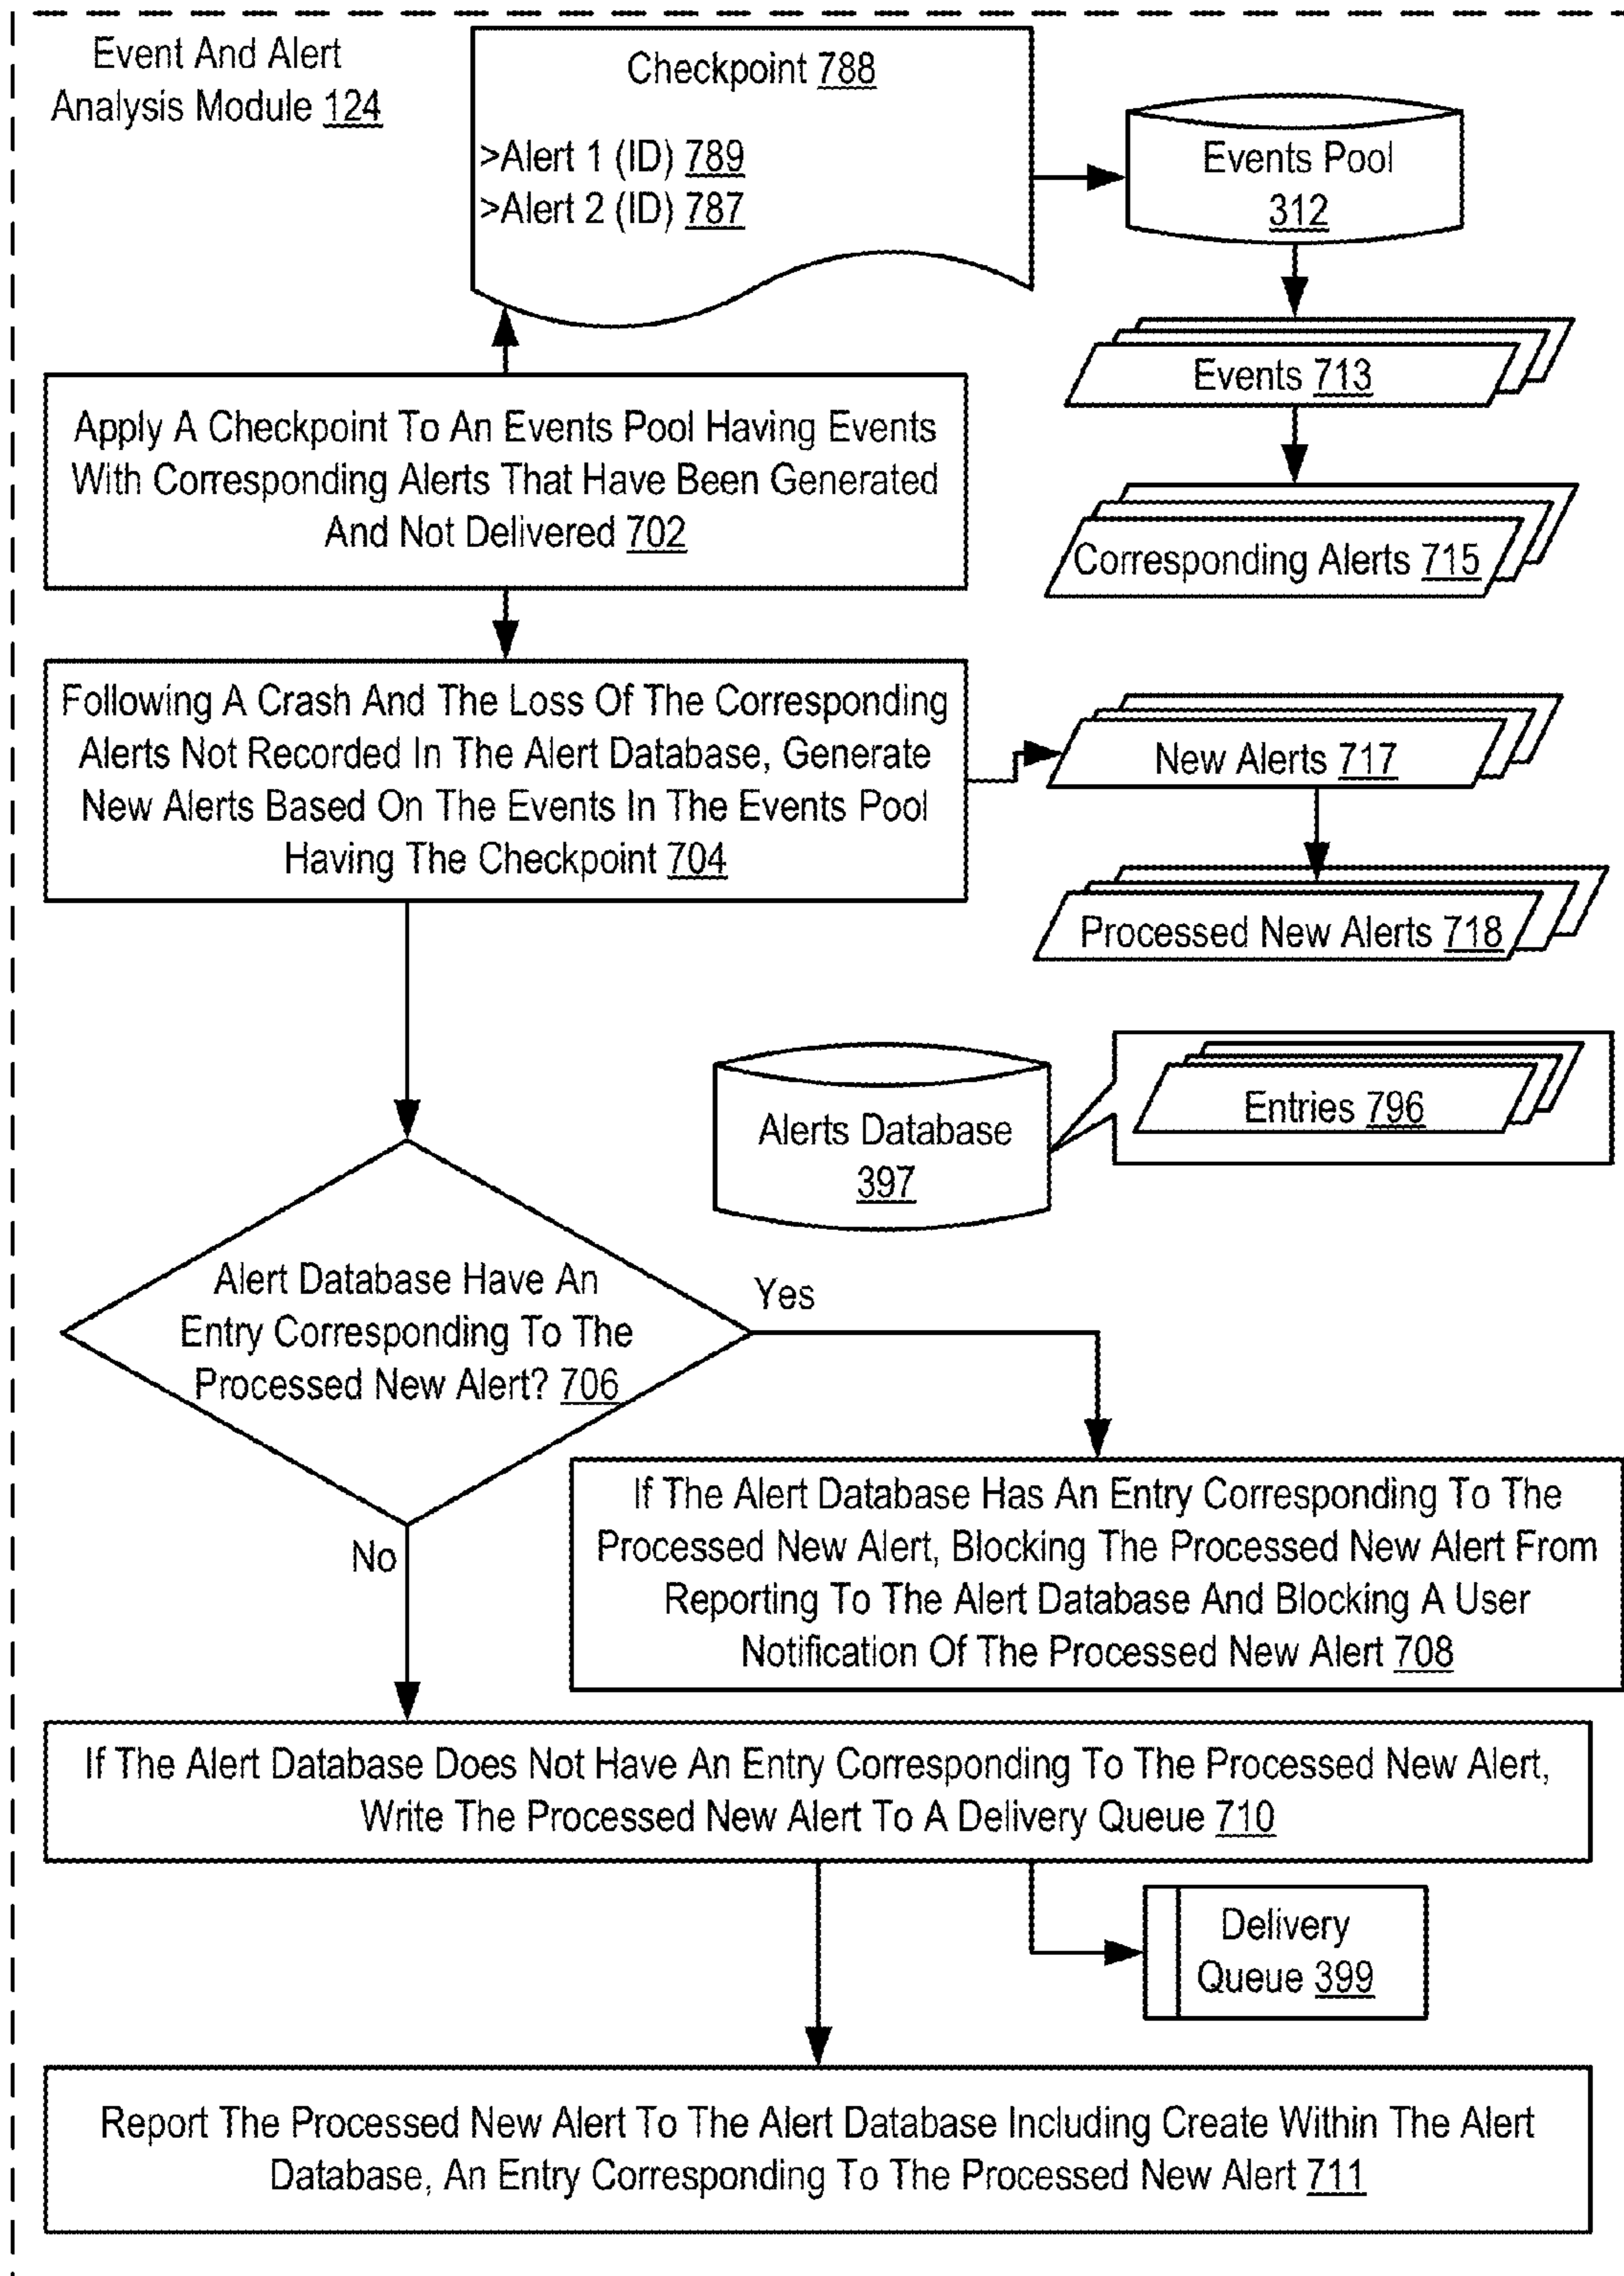 Event And Alert
Analysis Module 124
Checkpoint 788
>Alert 1 (ID) 789
>Alert 2 (ID) 787
Events Pool
312
Events 713
Apply A Checkpoint To An Events Pool Having Events
With Corresponding Alerts That Have Been Generated
And Not Delivered 702
Corresponding Alerts 715
Following A Crash And The Loss Of The Corresponding
Alerts Not Recorded In The Alert Database, Generate
New Alerts Based On The Events In The Events Pool
Having The Checkpoint 704
New Alerts 717
Processed New Alerts 718
Alerts Database
397
Entries 796
Alert Database Have An
Entry Corresponding To The
Processed New Alert? 706
Yes
If The Alert Database Has An Entry Corresponding To The
Processed New Alert, Blocking The Processed New Alert From
Reporting To The Alert Database And Blocking A User
Notification Of The Processed New Alert 708
No
If The Alert Database Does Not Have An Entry Corresponding To The Processed New Alert,
Write The Processed New Alert To A Delivery Queue 710
Delivery
Queue 399
Report The Processed New Alert To The Alert Database Including Create Within The Alert
Database, An Entry Corresponding To The Processed New Alert 711